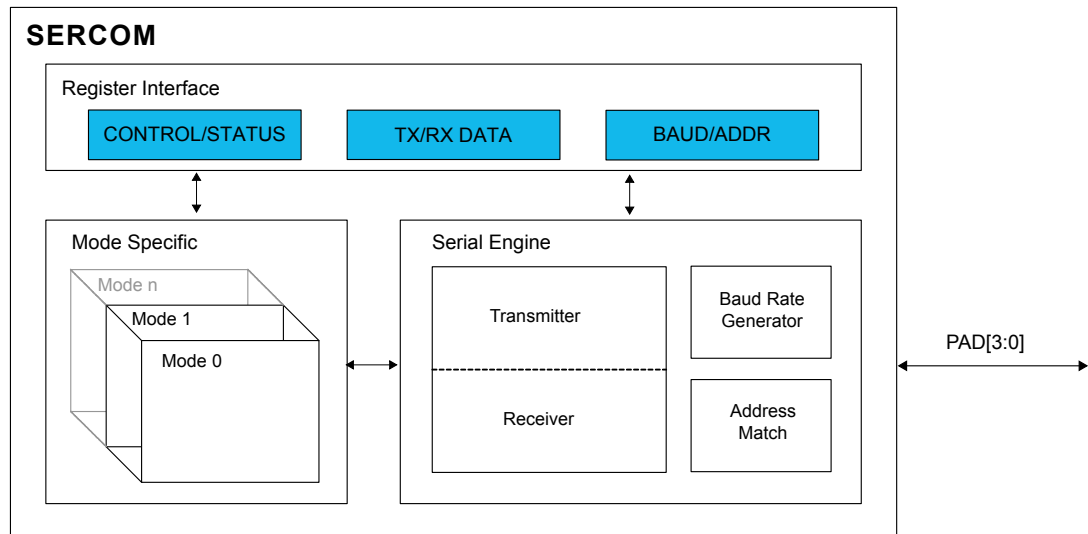 SERCOM
Register Interface
CONTROL/STATUS
TX/RX DATA
BAUD/ADDR
Mode Specific
Mode n
Mode 1
Mode 0
Serial Engine
Transmitter
Receiver
Baud Rate
Generator
Address
Match
PAD[3:0]